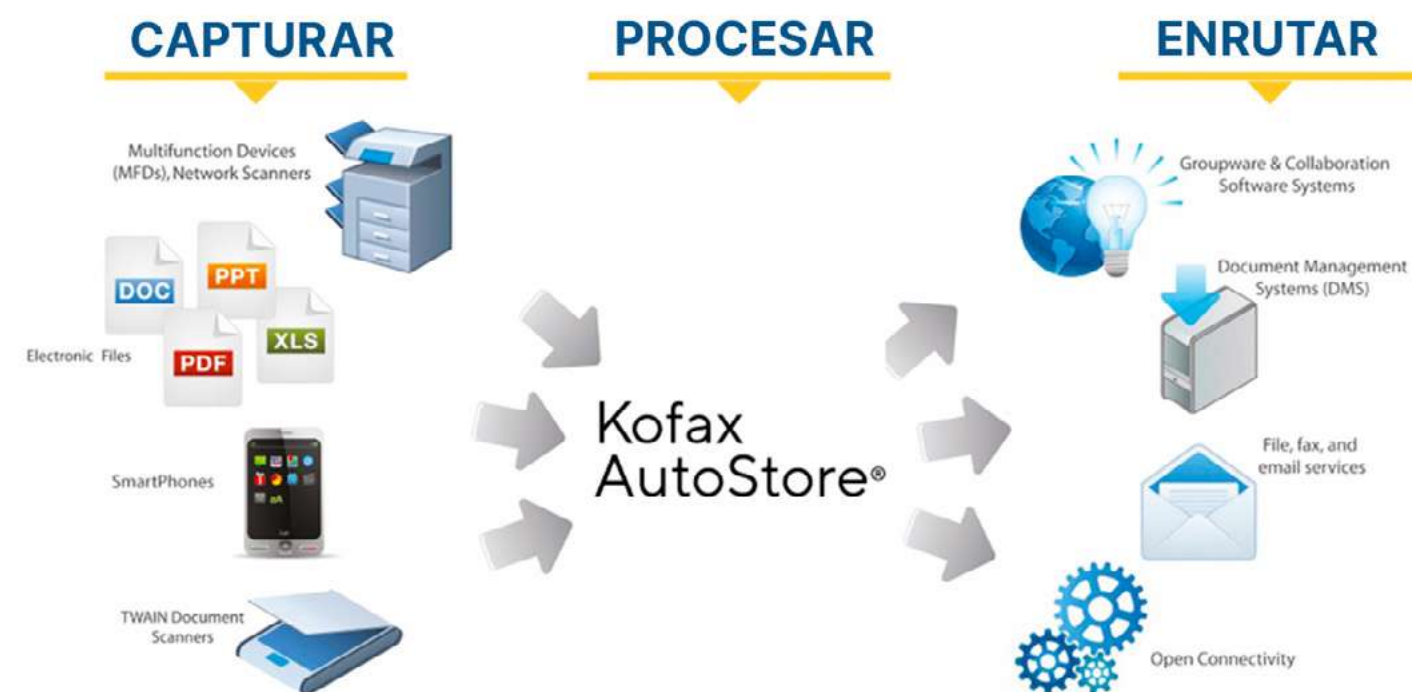 CAPTURAR
PROCESAR
ENRUTAR
Multifunction Devices
(MFDs), Network Scanners
DOC
PPT
PDF
XLS
Electronic Files
SmartPhones
TWAIN Document
Scanners
Kofax
AutoStore®
Groupware & Collaboration
Software Systems
Document Management
Systems (DMS)
File, fax, and
email services
Open Connectivity